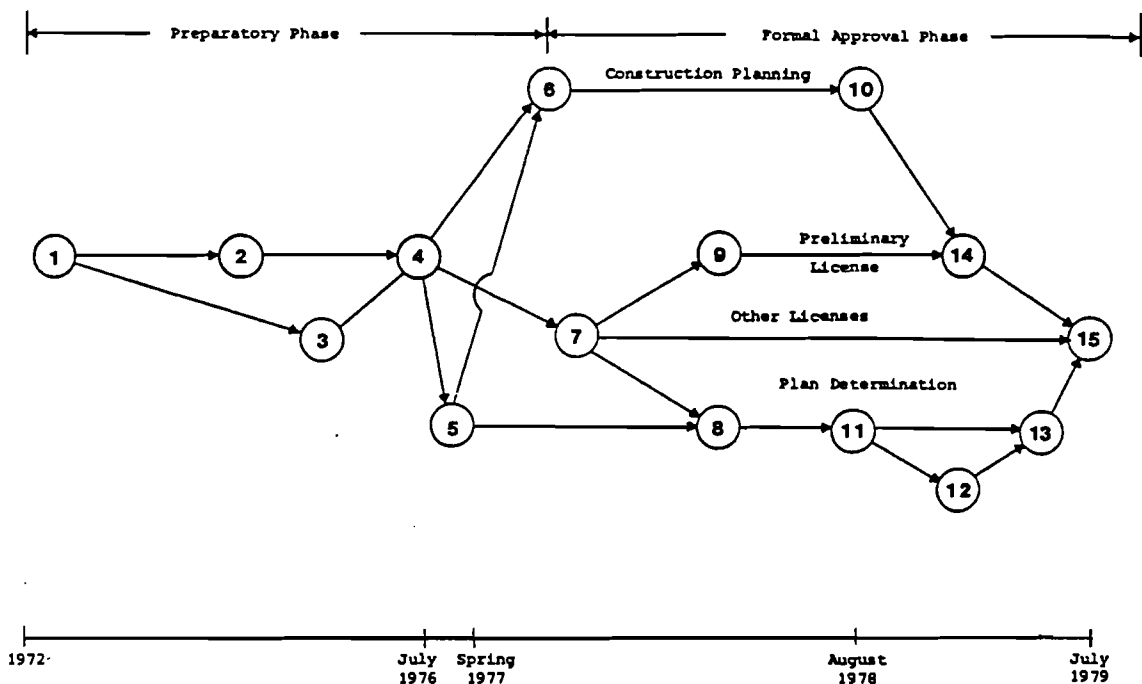 Preparatory Phase
Formal Approval Phase
Construction Planning
6
10
1
2
4
9
Preliminary
License
14
3
7
Other Licenses
15
Plan Determination
5
8
11
13
12
1972
July
1976
Spring
1977
August
1978
July
1979